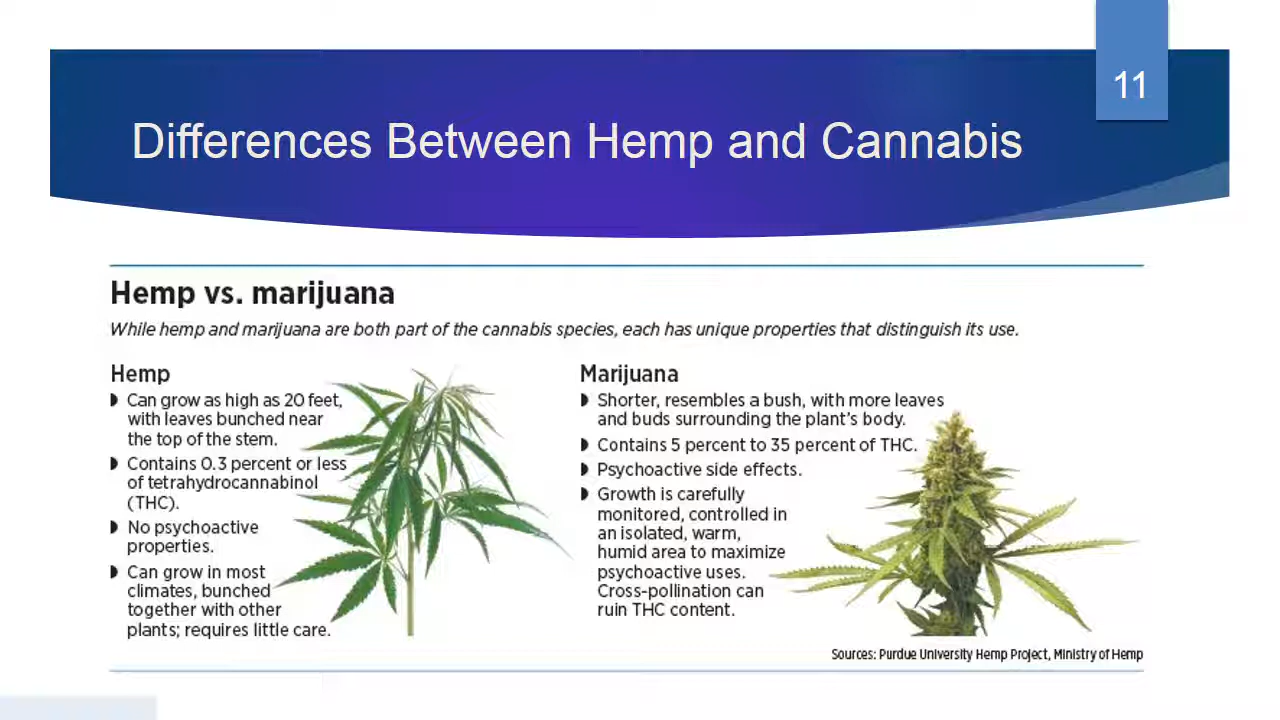 11
Differences Between Hemp and Cannabis
Hemp vs. marijuana
While hemp and marijuana are both part of the cannabis species, each has unique properties that distinguish its use.
Hemp
Can grow as high as 20 feet,
with leaves bunched near
the top of the stem.
Contains 0.3 percent or less
of tetrahydrocannabinol
(THC).
No psychoactive
properties.
Can grow in most
climates, bunched
together with other
plants; requires little care.
Marijuana
Shorter, resembles a bush, with more leaves
and buds surrounding the plant's body.
Contains 5 percent to 35 percent of THC.
Psychoactive side effects.
Growth is carefully
monitored, controlled in
an isolated, warm,
humid area to maximize
psychoactive uses.
Cross-pollination can
ruin THC content.
Sources: Purdue University Hemp Project, Ministry of Hemp